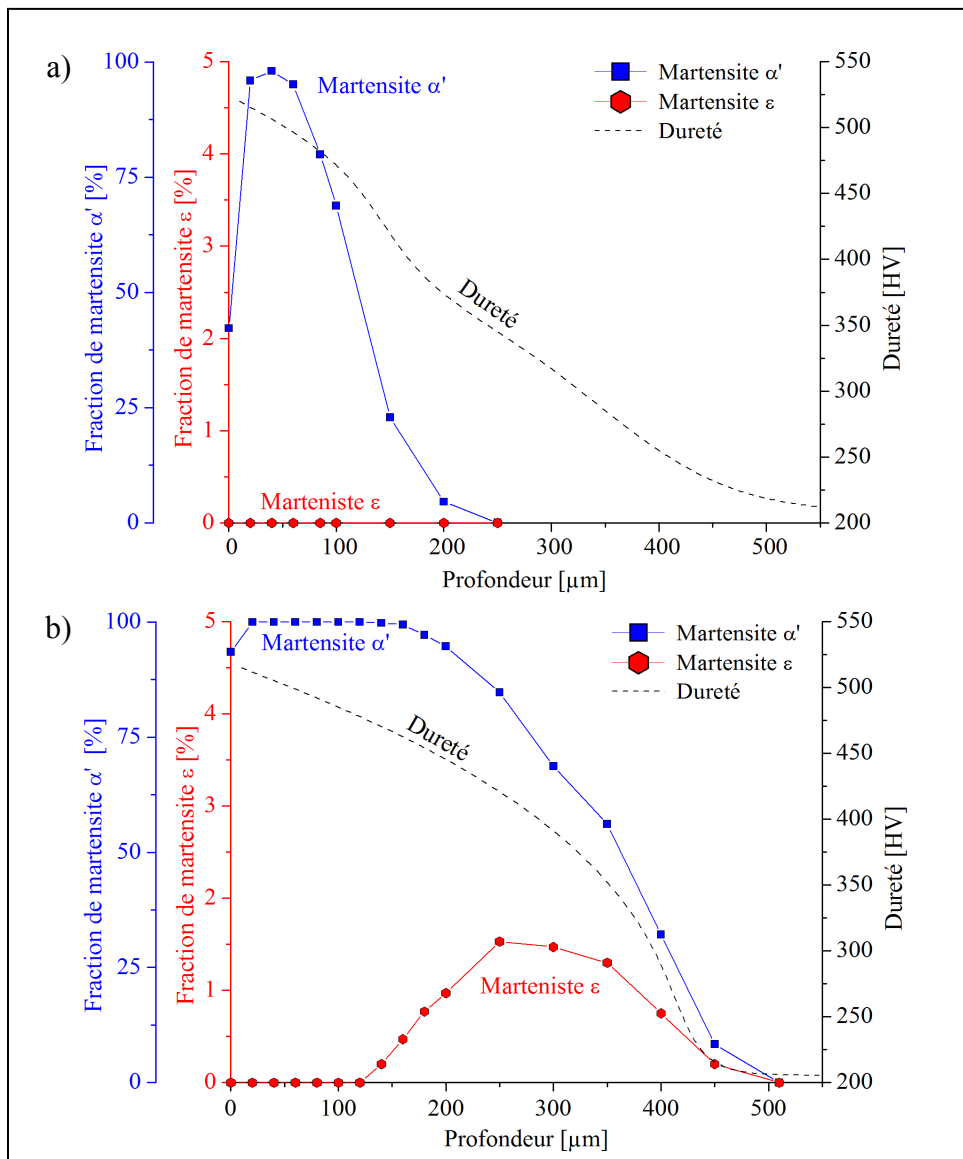 a)
Martensite α'
Martensite α'
Martensite ε
Dureté
Dureté
Marteniste ε
Fraction de martensite α' [%]
0
25
50
75
100
Fraction de martensite ε [%]
0
1
2
3
4
5
Dureté [HV]
200
250
300
350
400
450
500
550
0 100 200 300 400 500
Profondeur [µm]
b)
Martensite α'
Martensite α'
Martensite ε
Dureté
Dureté
Marteniste ε
Fraction de martensite α' [%]
0
25
50
75
100
Fraction de martensite ε [%]
0
1
2
3
4
5
Dureté [HV]
200
250
300
350
400
450
500
550
0 100 200 300 400 500
Profondeur [µm]